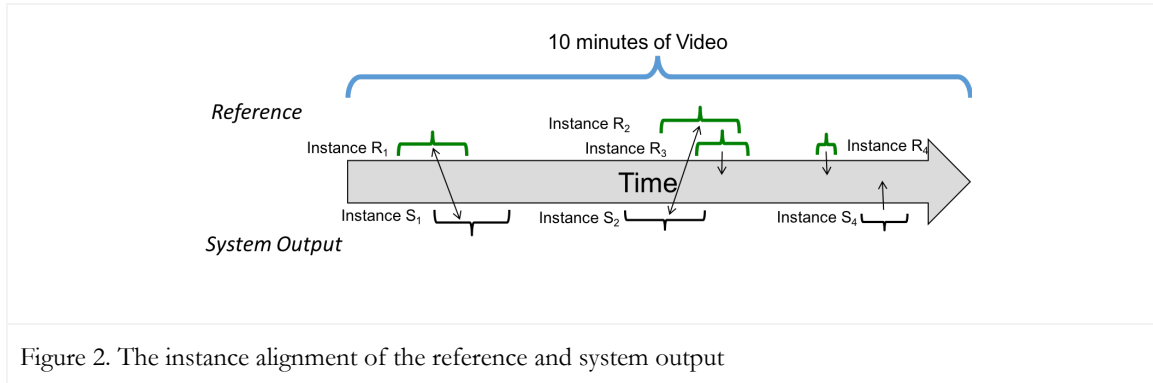 10 minutes of Video
Reference
Instance R₂
Instance R₁
Instance R₃
Instance R₄
Time
Instance S₁
Instance S₂
Instance S₄
System Output
Figure 2. The instance alignment of the reference and system output